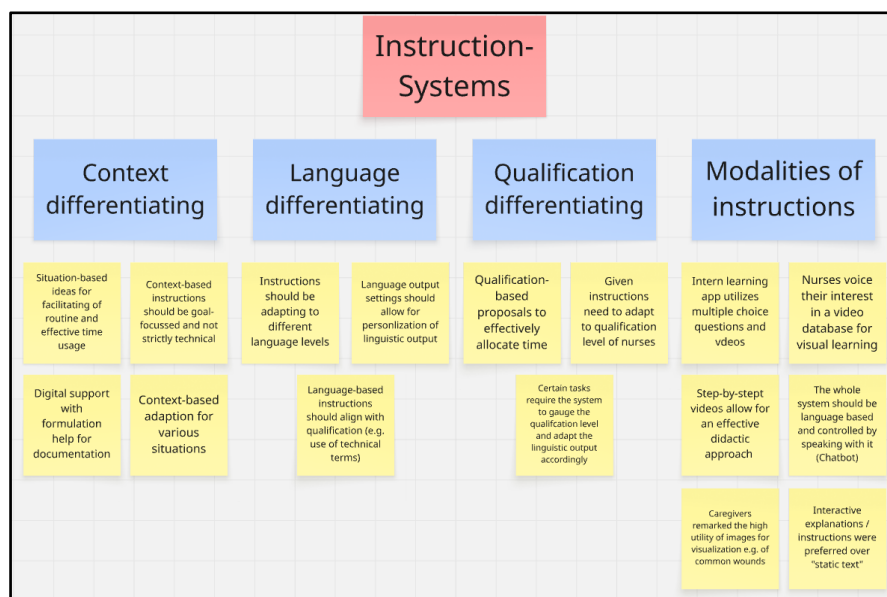 Instruction-
Systems
Context
differentiating
Language
differentiating
Qualification
differentiating
Modalities of
instructions
Situation-based
ideas for
facilitating of
routine and
effective time
usage
Context-based
instructions
should be goal-
focussed and not
strictly technical
Digital support
with
formulation
help for
documentation
Context-based
adaption for
various
situations
Instructions
should be
adapting to
different
language levels
Language output
settings should
allow for
personlization of
linguistic output
Language-based
instructions
should align with
qualification (e.g.
use of technical
terms)
Qualification-
based
proposals to
effectively
allocate time
Given
instructions
need to adapt
to qualification
level of nurses
Certain tasks
require the system
to gauge the
qualifcation level
and adapt the
linguistic output
accordingly
Intern learning
app utilizes
multiple choice
questions and
vdeos
Nurses voice
their interest
in a video
database for
visual learning
Step-by-stept
videos allow for
an effective
didactic
approach
The whole
system should be
language based
and controlled by
speaking with it
(Chatbot)
Caregivers
remarked the high
utility of images for
visualization e.g. of
common wounds
Interactive
explanations /
instructions were
preferred over
"static text"